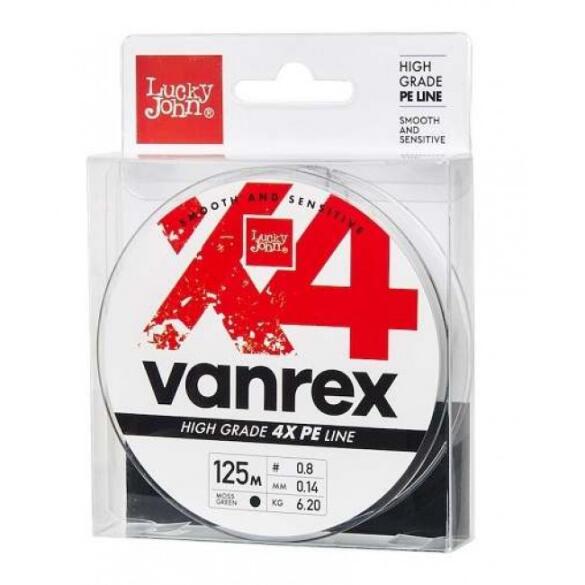 Lucky
John®
HIGH
GRADE
PE LINE
SMOOTH
AND
SENSITIVE
SMOOTH AND SENSITIVE
Lucky
John
X4
vanrex
HIGH GRADE 4X PE LINE
125M
MOSS
GREEN
# 0.8
MM 0.14
KG 6.20